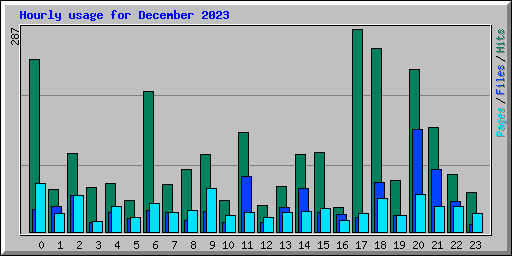 Hourly usage for December 2023
287
Pages/Files/Hits
0 1 2 3 4 5 6 7 8 9 10 11 12 13 14 15 16 17 18 19 20 21 22 23